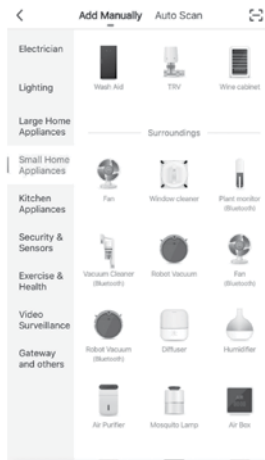 Add Manually Auto Scan
Electrician
Lighting
Large Home
Appliances
Small Home
Appliances
Kitchen
Appliances
Security &
Sensors
Exercise &
Health
Video
Surveillance
Gateway
and others
Wash Aid TRV Wine cabinet
Surroundings
Fan Window cleaner Plant monitor
(Bluetooth)
Vacuum Cleaner Robot Vacuum Fan
(Bluetooth) (Bluetooth)
Robot Vacuum Diffuser Humidifier
(Bluetooth)
Air Purifier Mosquito Lamp Air Box